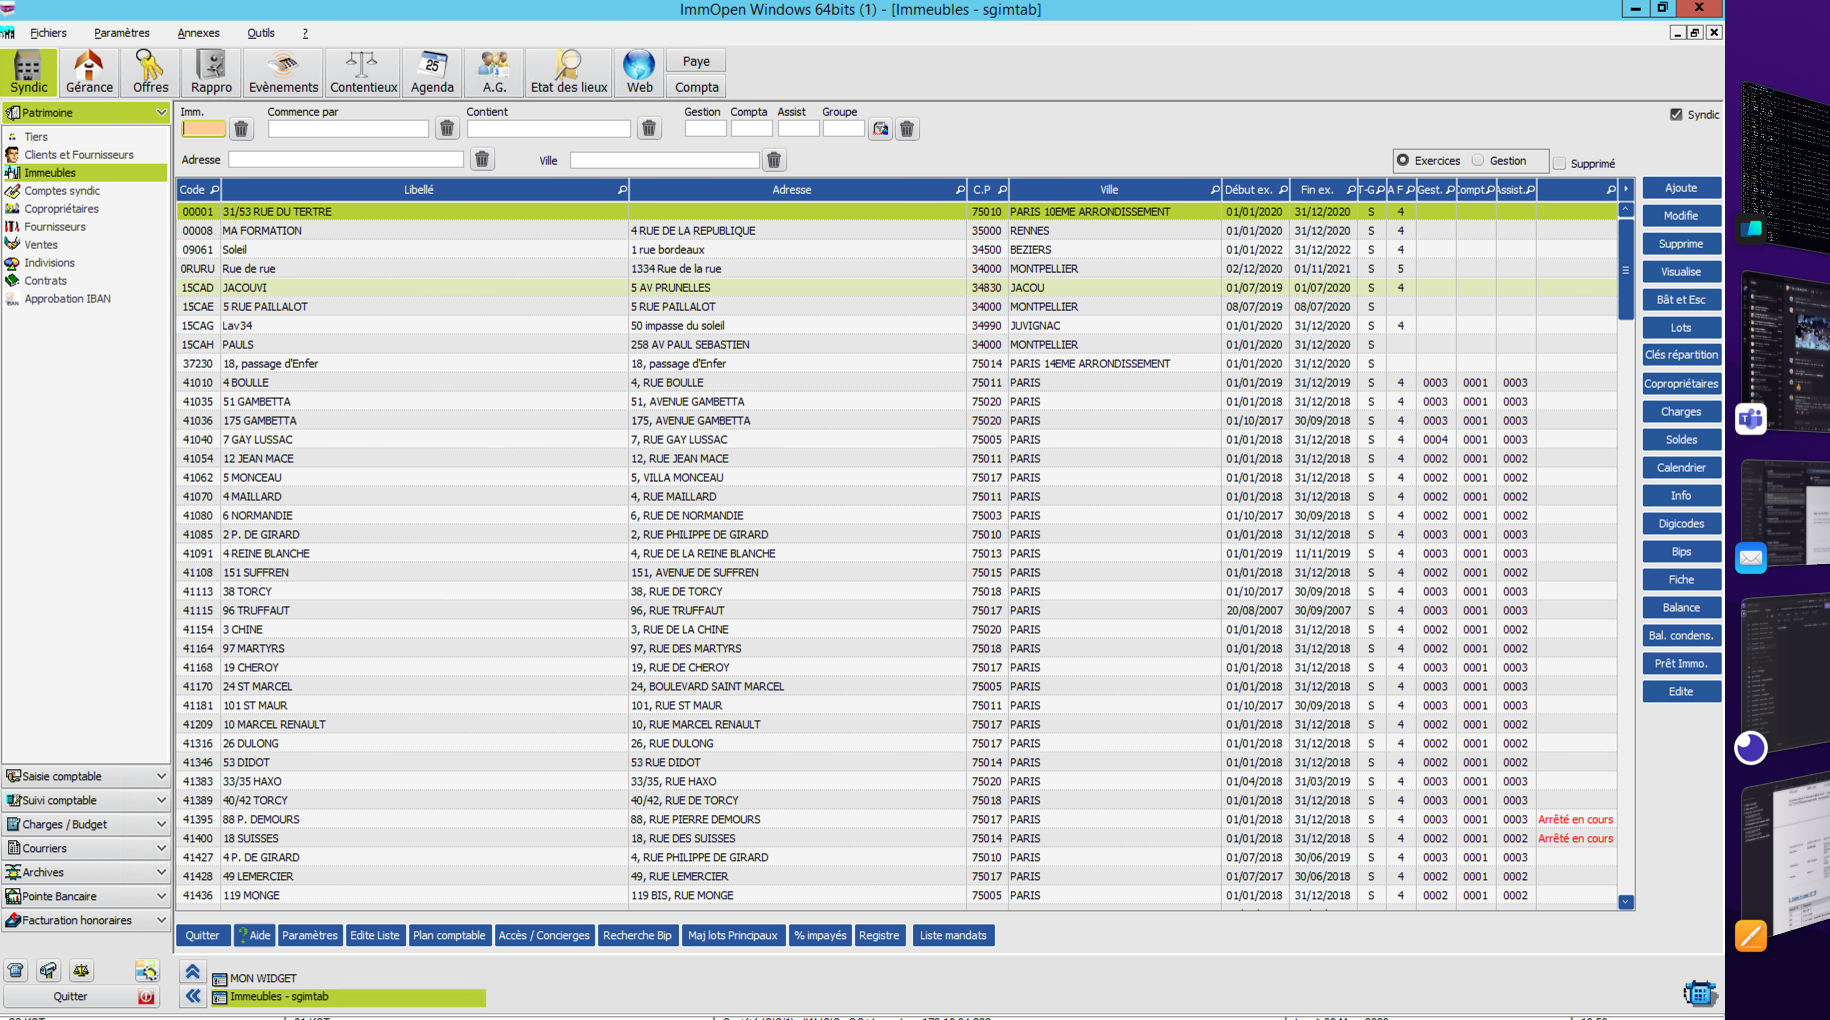 ImmOpen Windows 64bits (1) - [Immeubles - sgimtab]
Fichiers Paramètres Annexes Outils ?
Syndic Gérance Offres Rappro Evènements Contentieux Agenda A.G. Etat des lieux Web Paye
Compta
Patrimoine
Tiers
Clients et Fournisseurs
Immeubles
Comptes syndic
Copropriétaires
Fournisseurs
Ventes
Indivisions
Contrats
Approbation IBAN
Saisie comptable
Suivi comptable
Charges / Budget
Courriers
Archives
Pointe Bancaire
Facturation honoraires
Quitter
Imm. Commence par Contient Gestion Compta Assist Groupe Syndic
Adresse Ville Exercices Gestion Supprimé
Code Libellé Adresse C.P Ville Début ex. Fin ex. T-G A F Gest. Compt. Assist.
00001 31/53 RUE DU TERTRE 75010 PARIS 10EME ARRONDISSEMENT 01/01/2020 31/12/2020 S 4
00008 MA FORMATION 4 RUE DE LA REPUBLIQUE 35000 RENNES 01/01/2020 31/12/2020 S 4
09061 Soleil 1 rue bordeaux 34500 BEZIERS 01/01/2022 31/12/2022 S 4
0RURU Rue de rue 1334 Rue de la rue 34000 MONTPELLIER 02/12/2020 01/11/2021 S 5
15CAD JACOUVI 5 AV PRUNELLES 34830 JACOU 01/07/2019 01/07/2020 S 4
15CAE 5 RUE PAILLALOT 5 RUE PAILLALOT 34000 MONTPELLIER 08/07/2019 08/07/2020 S
15CAG Lav34 50 impasse du soleil 34990 JUVIGNAC 01/01/2020 31/12/2020 S 4
15CAH PAULS 258 AV PAUL SEBASTIEN 34000 MONTPELLIER 01/01/2020 31/12/2020 S
37230 18, passage d'Enfer 18, passage d'Enfer 75014 PARIS 14EME ARRONDISSEMENT 01/01/2020 31/12/2020 S
41010 4 BOULLE 4, RUE BOULLE 75011 PARIS 01/01/2019 31/12/2019 S 4 0003 0001 0003
41035 51 GAMBETTA 51, AVENUE GAMBETTA 75020 PARIS 01/01/2018 31/12/2018 S 4 0003 0001 0003
41036 175 GAMBETTA 175, AVENUE GAMBETTA 75020 PARIS 01/10/2017 30/09/2018 S 4 0003 0001 0003
41040 7 GAY LUSSAC 7, RUE GAY LUSSAC 75005 PARIS 01/01/2018 31/12/2018 S 4 0004 0001 0003
41054 12 JEAN MACE 12, RUE JEAN MACE 75011 PARIS 01/01/2018 31/12/2018 S 4 0002 0001 0002
41062 5 MONCEAU 5, VILLA MONCEAU 75017 PARIS 01/01/2018 31/12/2018 S 4 0002 0001 0002
41070 4 MAILLARD 4, RUE MAILLARD 75011 PARIS 01/01/2018 31/12/2018 S 4 0002 0001 0002
41080 6 NORMANDIE 6, RUE DE NORMANDIE 75003 PARIS 01/10/2017 30/09/2018 S 4 0002 0001 0002
41085 2 P. DE GIRARD 2, RUE PHILIPPE DE GIRARD 75010 PARIS 01/01/2018 31/12/2018 S 4 0003 0001 0003
41091 4 REINE BLANCHE 4, RUE DE LA REINE BLANCHE 75013 PARIS 01/01/2019 11/11/2019 S 4 0003 0001 0003
41108 151 SUFFREN 151, AVENUE DE SUFFREN 75015 PARIS 01/01/2018 31/12/2018 S 4 0002 0001 0002
41113 38 TORCY 38, RUE DE TORCY 75018 PARIS 01/10/2017 30/09/2018 S 4 0003 0001 0003
41115 96 TRUFFAUT 96, RUE TRUFFAUT 75017 PARIS 20/08/2007 30/09/2007 S 4 0003 0001 0003
41154 3 CHINE 3, RUE DE LA CHINE 75020 PARIS 01/01/2018 31/12/2018 S 4 0002 0001 0002
41164 97 MARTYRS 97, RUE DES MARTYRS 75018 PARIS 01/01/2018 31/12/2018 S 4 0002 0001 0002
41168 19 CHEROY 19, RUE DE CHEROY 75017 PARIS 01/01/2018 31/12/2018 S 4 0003 0001 0003
41170 24 ST MARCEL 24, BOULEVARD SAINT MARCEL 75005 PARIS 01/01/2018 31/12/2018 S 4 0003 0001 0003
41181 101 ST MAUR 101, RUE ST MAUR 75011 PARIS 01/10/2017 30/09/2018 S 4 0003 0001 0003
41209 10 MARCEL RENAULT 10, RUE MARCEL RENAULT 75017 PARIS 01/01/2018 31/12/2018 S 4 0002 0001 0002
41316 26 DULONG 26, RUE DULONG 75017 PARIS 01/01/2018 31/12/2018 S 4 0002 0001 0002
41346 53 DIDOT 53 RUE DIDOT 75014 PARIS 01/01/2018 31/12/2018 S 4 0002 0001 0002
41383 33/35 HAXO 33/35, RUE HAXO 75020 PARIS 01/04/2018 31/03/2019 S 4 0003 0001 0003
41389 40/42 TORCY 40/42, RUE DE TORCY 75018 PARIS 01/01/2018 31/12/2018 S 4 0003 0001 0003
41395 88 P. DEMOURS 88, RUE PIERRE DEMOURS 75017 PARIS 01/01/2018 31/12/2018 S 4 0003 0001 0003 Arrêté en cours
41400 18 SUISSES 18, RUE DES SUISSES 75014 PARIS 01/01/2018 31/12/2018 S 4 0002 0001 0002 Arrêté en cours
41427 4 P. DE GIRARD 4, RUE PHILIPPE DE GIRARD 75010 PARIS 01/07/2018 30/06/2019 S 4 0003 0001 0003
41428 49 LEMERCIER 49, RUE LEMERCIER 75017 PARIS 01/07/2017 30/06/2018 S 4 0002 0001 0002
41436 119 MONGE 119 BIS, RUE MONGE 75005 PARIS 01/01/2018 31/12/2018 S 4 0002 0001 0002
Ajoute
Modifie
Supprime
Visualise
Bât et Esc
Lots
Clés répartition
Copropriétaires
Charges
Soldes
Calendrier
Info
Digicodes
Bips
Fiche
Balance
Bal. condens.
Prêt Immo.
Edite
Quitter ? Aide Paramètres Edite Liste Plan comptable Accès / Concierges Recherche Bip Maj lots Principaux % impayés Registre Liste mandats
MON WIDGET
Immeubles - sgimtab